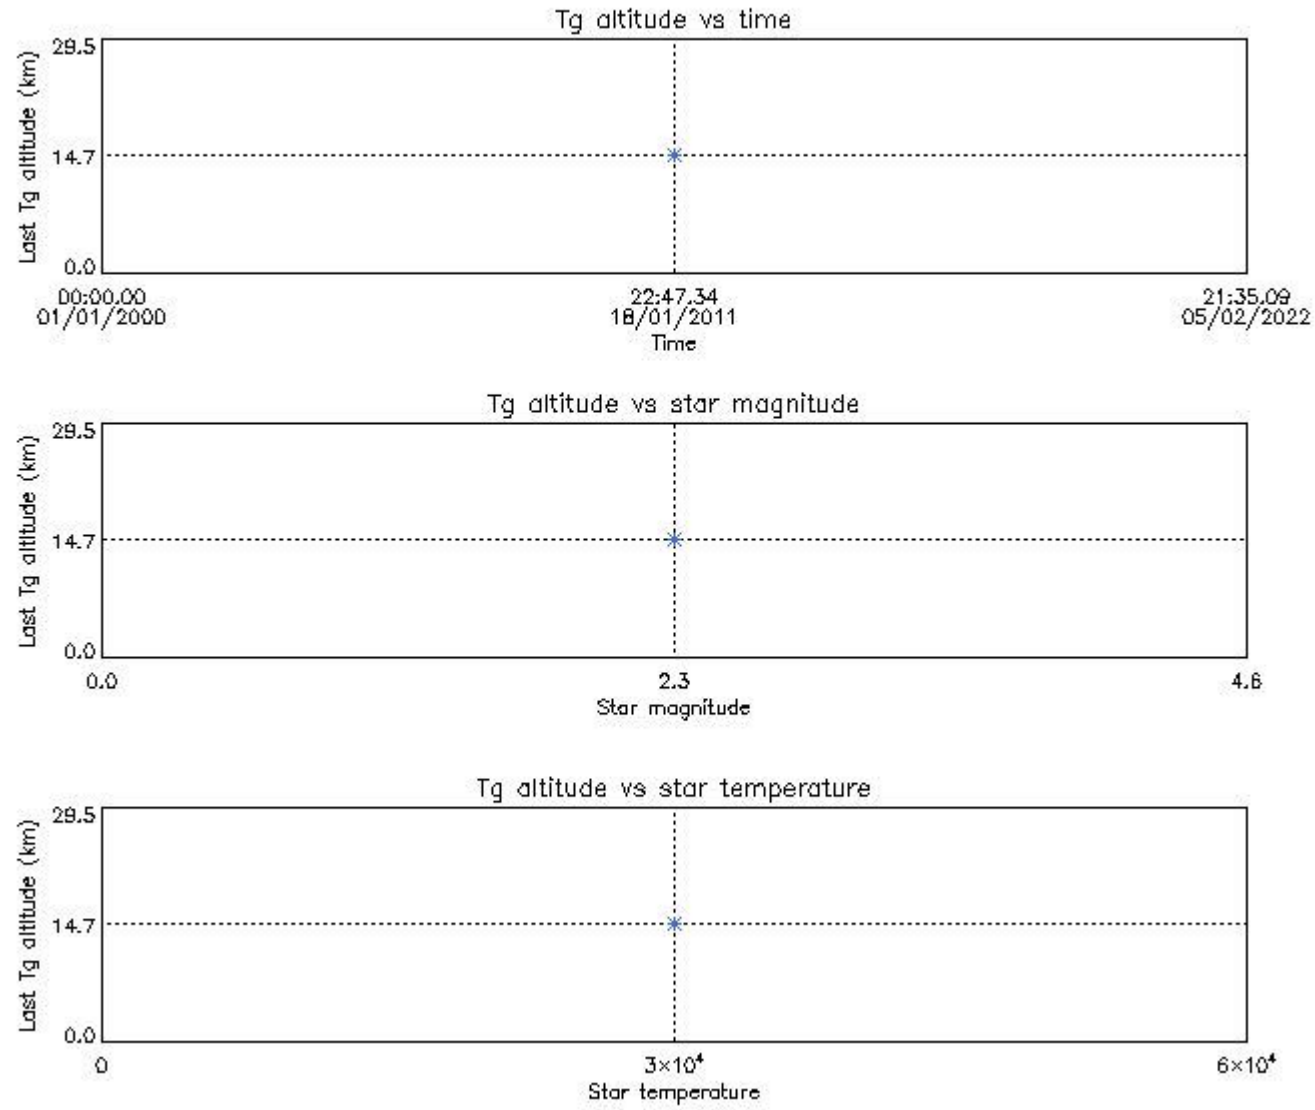 Tg altitude vs time
29.5
Last Tg altitude (km)
14.7
0.0
00:00.00 22:47.34 21:35.09
01/01/2000 18/01/2011 05/02/2022
Time
Tg altitude vs star magnitude
29.5
Last Tg altitude (km)
14.7
0.0
0.0 2.3 4.6
Star magnitude
Tg altitude vs star temperature
29.5
Last Tg altitude (km)
14.7
0.0
0 3×10⁴ 6×10⁴
Star temperature